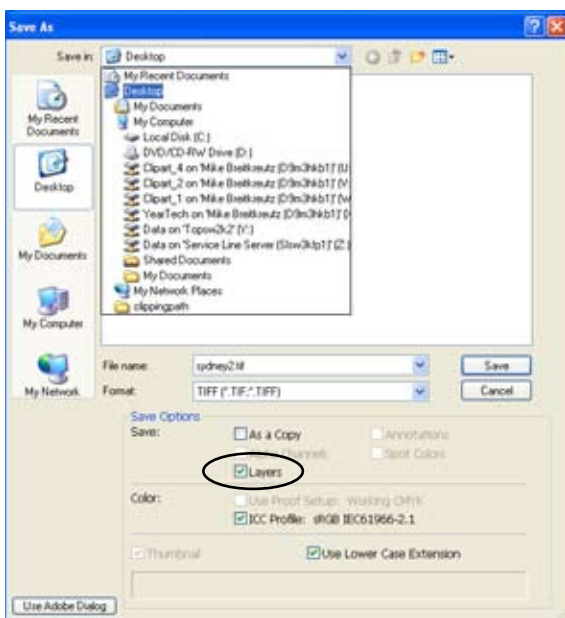 Save As
Save in: Desktop
My Recent Documents
Desktop
My Documents
My Computer
Local Disk (C:)
DVD/CD-RW Drive (D:)
Clipart_4 on 'Mike Breitkreutz
Clipart_2 on 'Mike Breitkreutz
Clipart_1 on 'Mike Breitkreutz
YearTech on 'Mike Breitkreutz
Data on (Y:)
Data on 'Service Line Server (Z:)
Shared Documents
My Documents
My Network Places
clippingpath
My Recent
Documents
Desktop
My Documents
My Computer
My Network
File name: sydney2.tif
Save
Format: TIFF (*.TIF;*.TIFF)
Cancel
Save Options
Save: As a Copy Annotations
Alpha Channels Spot Colors
Layers
Color: Use Proof Setup: Working CMYK
ICC Profile: sRGB IEC61966-2.1
Thumbnail Use Lower Case Extension
Use Adobe Dialog